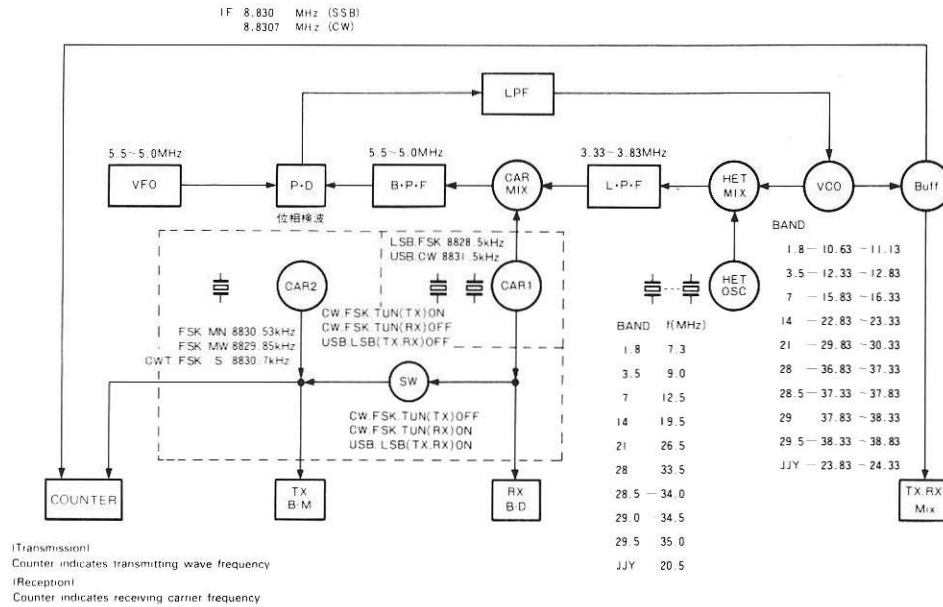 IF 8.830 MHz (SSB)
8.8307 MHz (CW)
LPF
5.5~5.0MHz
VFO
P·D
位相検波
5.5~5.0MHz
B·P·F
CAR
MIX
3.33~3.83MHz
L·P·F
HET
MIX
VCO
Buff
LSB.FSK 8828.5kHz
USB.CW 8831.5kHz
CAR2
CAR1
HET
OSC
CW.FSK.TUN(TX)ON
CW.FSK.TUN(RX)OFF
USB.LSB(TX.RX)OFF
FSK MN 8830.53kHz
FSK MW 8829.85kHz
CWT FSK S 8830.7kHz
SW
CW.FSK.TUN(TX)OFF
CW.FSK.TUN(RX)ON
USB.LSB(TX.RX)ON
BAND f(MHz)
1.8 7.3
3.5 9.0
7 12.5
14 19.5
21 26.5
28 33.5
28.5 — 34.0
29.0 34.5
29.5 35.0
JJY 20.5
BAND
1.8 — 10.63 ~ 11.13
3.5 — 12.33 ~ 12.83
7 — 15.83 ~ 16.33
14 — 22.83 ~ 23.33
21 — 29.83 ~ 30.33
28 — 36.83 ~ 37.33
28.5 — 37.33 ~ 37.83
29 37.83 ~ 38.33
29.5 — 38.33 ~ 38.83
JJY — 23.83 ~ 24.33
COUNTER
TX
B·M
RX
B·D
TX.RX
Mix
(Transmission)
Counter indicates transmitting wave frequency
(Reception)
Counter indicates receiving carrier frequency